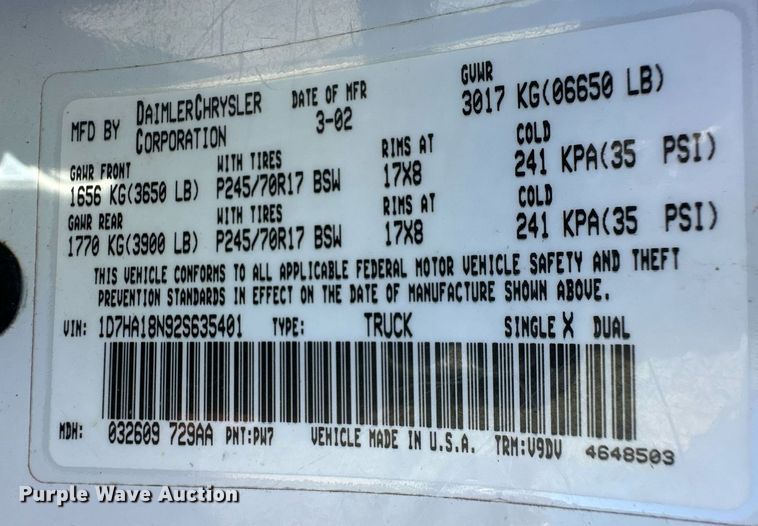 MFD BY DAIMLERCHRYSLER CORPORATION DATE OF MFR 3-02 GVWR 3017 KG(06650 LB)
GAWR FRONT WITH TIRES RIMS AT COLD
1656 KG(3650 LB) P245/70R17 BSW 17X8 241 KPA(35 PSI)
GAWR REAR WITH TIRES RIMS AT COLD
1770 KG(3900 LB) P245/70R17 BSW 17X8 241 KPA(35 PSI)
THIS VEHICLE CONFORMS TO ALL APPLICABLE FEDERAL MOTOR VEHICLE SAFETY AND THEFT
PREVENTION STANDARDS IN EFFECT ON THE DATE OF MANUFACTURE SHOWN ABOVE.
VIN: 1D7HA18N92S635401 TYPE: TRUCK SINGLE X DUAL
MDH: 032609 729AA PNT:PW7 VEHICLE MADE IN U.S.A. TRM:V9DV 4648503
Purple Wave Auction